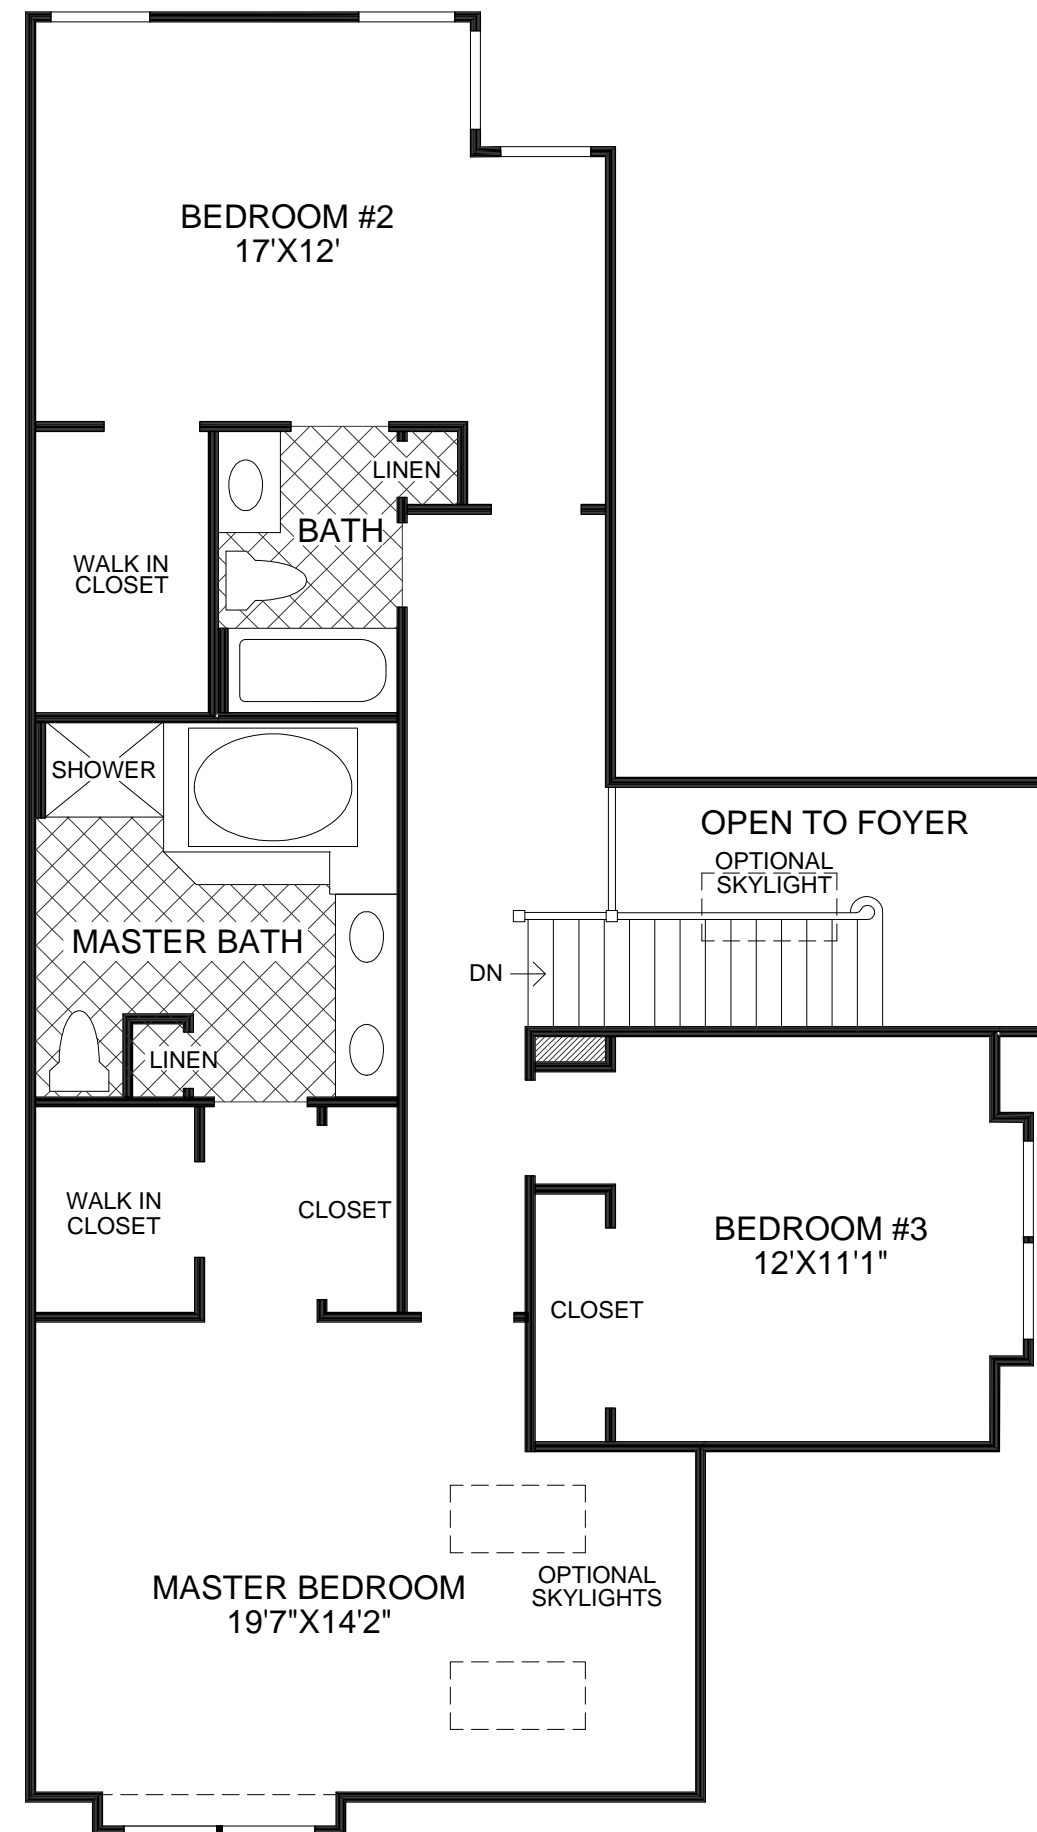 BEDROOM #2
17'X12'
LINEN
BATH
WALK IN
CLOSET
SHOWER
OPEN TO FOYER
OPTIONAL
SKYLIGHT
MASTER BATH
DN
LINEN
WALK IN
CLOSET
CLOSET
BEDROOM #3
12'X11'1"
CLOSET
OPTIONAL
SKYLIGHTS
MASTER BEDROOM
19'7"X14'2"